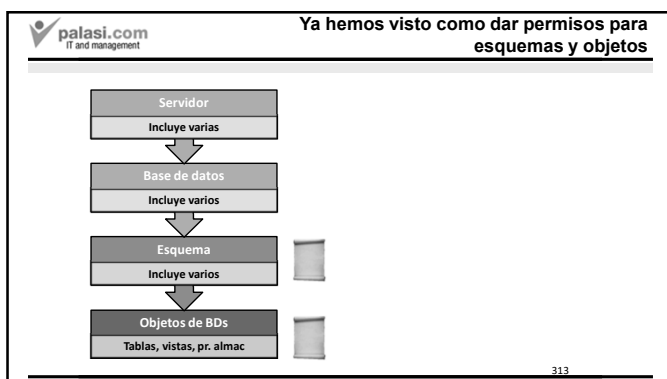 palasi.com
IT and management
Ya hemos visto como dar permisos para
esquemas y objetos
Servidor
Incluye varias
Base de datos
Incluye varios
Esquema
Incluye varios
Objetos de BDs
Tablas, vistas, pr. almac
313